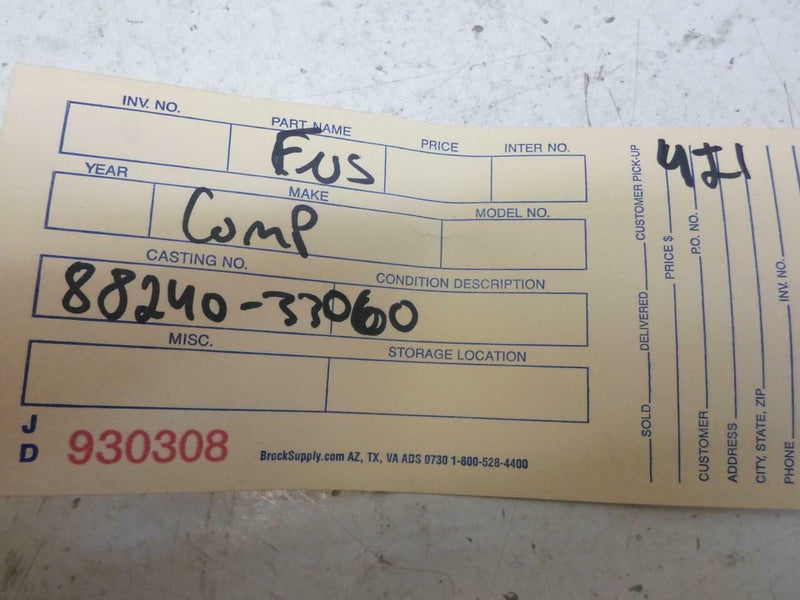 INV. NO. PART NAME PRICE INTER NO.
Fus
YEAR MAKE MODEL NO.
Comp
CASTING NO. CONDITION DESCRIPTION
88240-33060
MISC. STORAGE LOCATION
J D 930308
BrockSupply.com AZ, TX, VA ADS 0730 1-800-528-4400
SOLD DELIVERED CUSTOMER PICK-UP
PRICE $
CUSTOMER P.O. NO.
ADDRESS
CITY, STATE, ZIP
PHONE INV. NO.